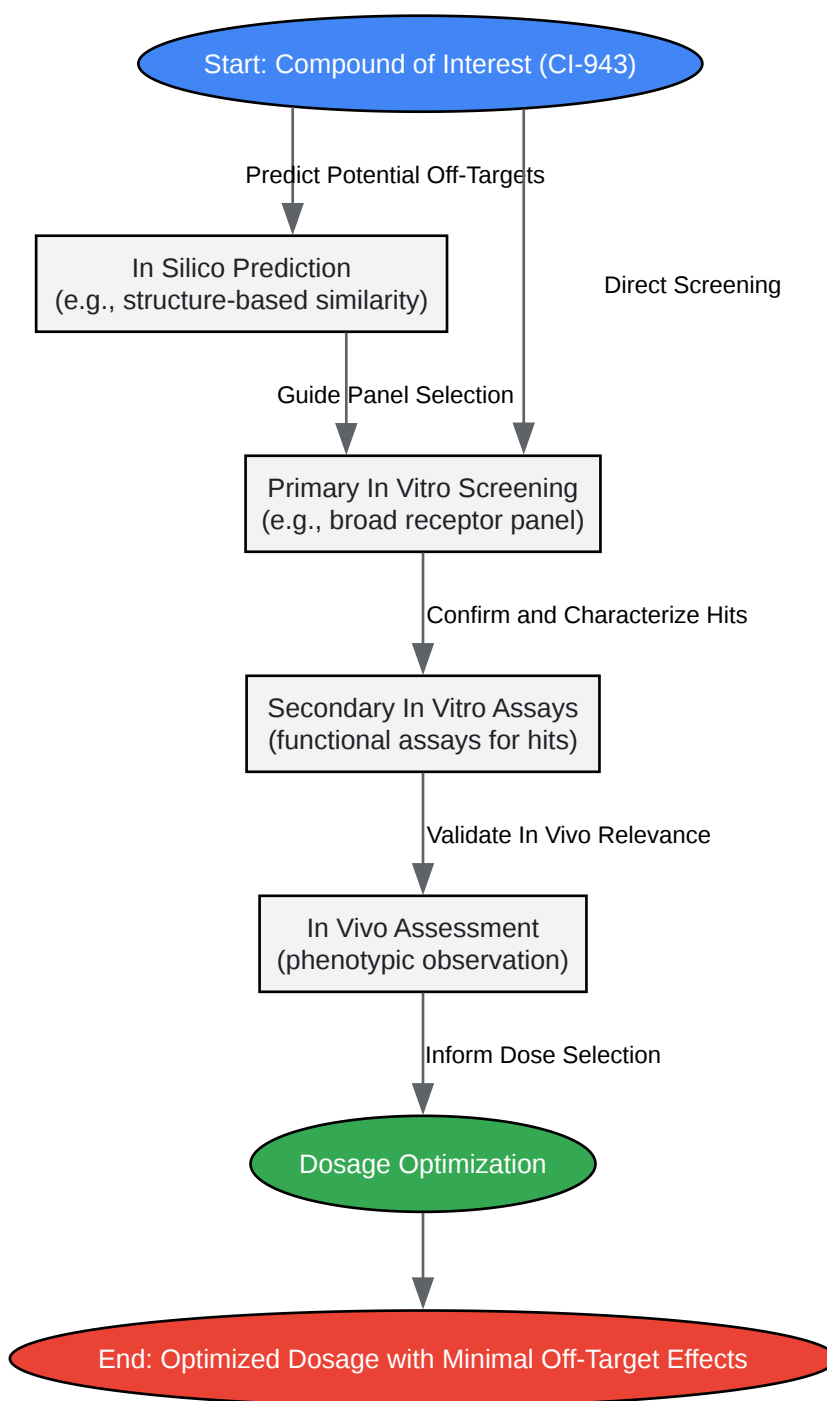 Start: Compound of Interest (CI-943)
Predict Potential Off-Targets
In Silico Prediction
(e.g., structure-based similarity)
Direct Screening
Guide Panel Selection
Primary In Vitro Screening
(e.g., broad receptor panel)
Confirm and Characterize Hits
Secondary In Vitro Assays
(functional assays for hits)
Validate In Vivo Relevance
In Vivo Assessment
(phenotypic observation)
Inform Dose Selection
Dosage Optimization
End: Optimized Dosage with Minimal Off-Target Effects